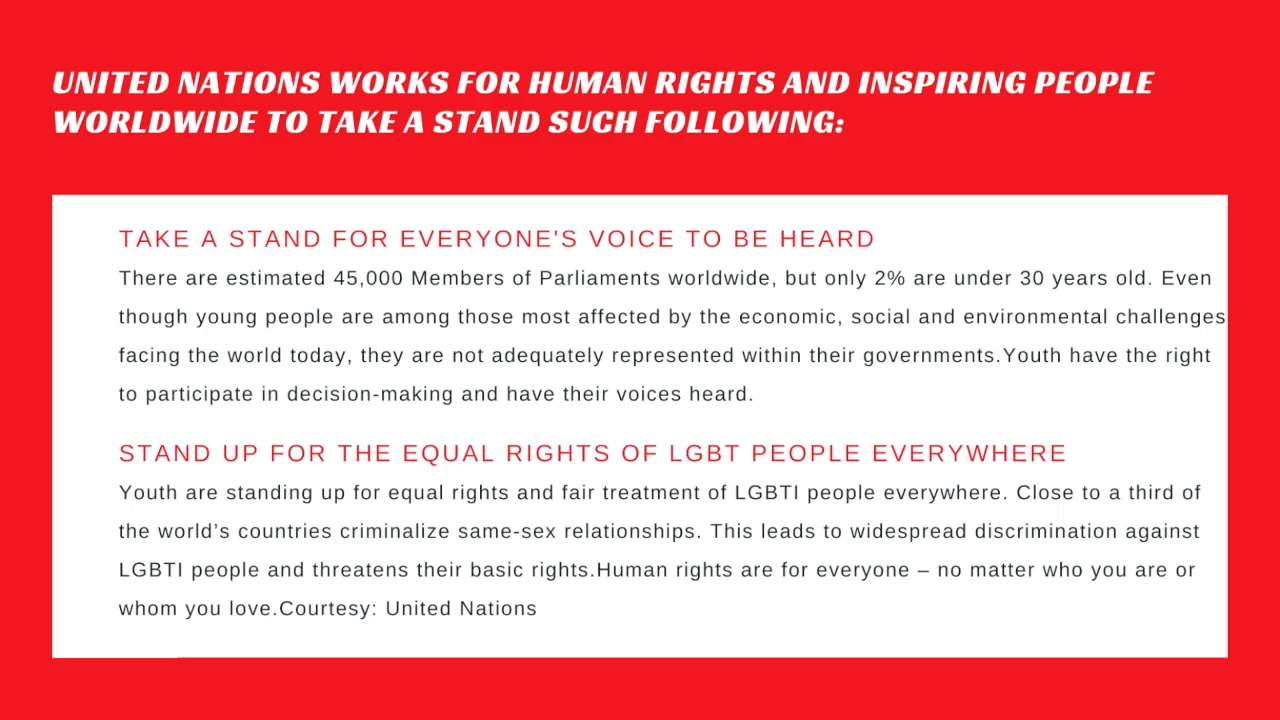 UNITED NATIONS WORKS FOR HUMAN RIGHTS AND INSPIRING PEOPLE
WORLDWIDE TO TAKE A STAND SUCH FOLLOWING:
TAKE A STAND FOR EVERYONE'S VOICE TO BE HEARD
There are estimated 45,000 Members of Parliaments worldwide, but only 2% are under 30 years old. Even
though young people are among those most affected by the economic, social and environmental challenges
facing the world today, they are not adequately represented within their governments.Youth have the right
to participate in decision-making and have their voices heard.
STAND UP FOR THE EQUAL RIGHTS OF LGBT PEOPLE EVERYWHERE
Youth are standing up for equal rights and fair treatment of LGBTI people everywhere. Close to a third of
the world’s countries criminalize same-sex relationships. This leads to widespread discrimination against
LGBTI people and threatens their basic rights.Human rights are for everyone – no matter who you are or
whom you love.Courtesy: United Nations